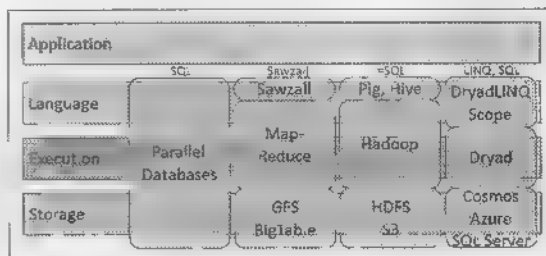 Application
SQL Sawzall ≈SQL LINQ, SQL
Language Sawzall Pig, Hive DryadLINQ
Scope
Map-
Reduce Hadoop
Execution Parallel Dryad
Databases
Storage GFS HDFS Cosmos
BigTable S3 Azure
SQL Server